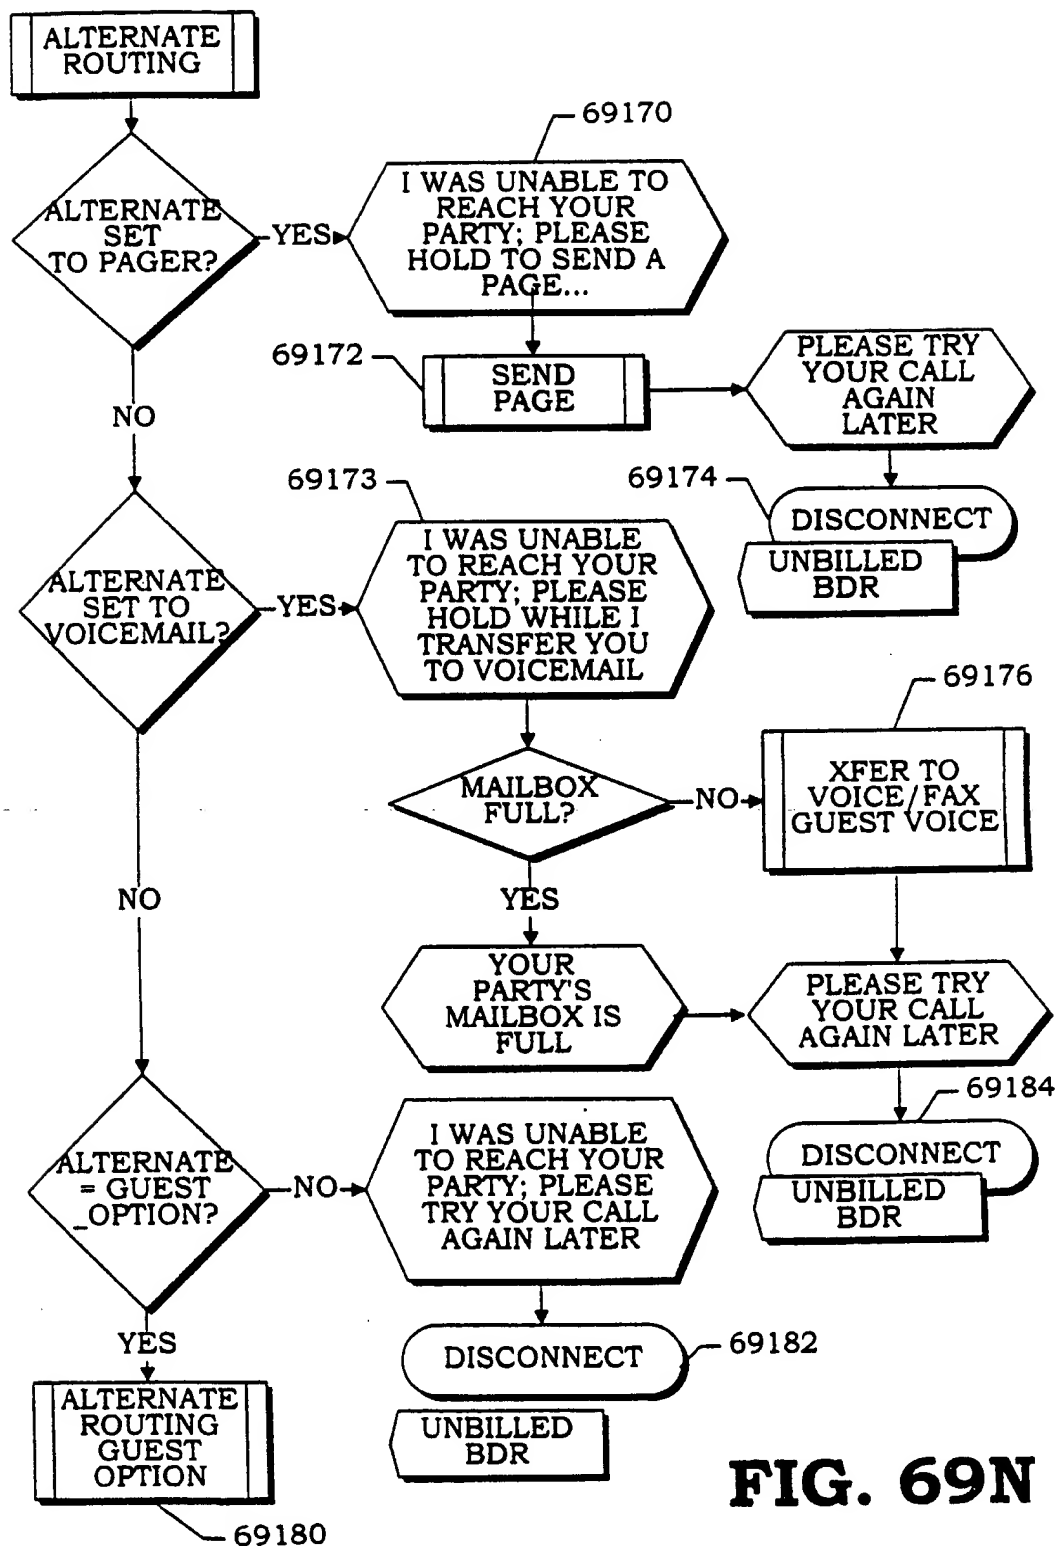 ALTERNATE
ROUTING
69170
ALTERNATE
SET
TO PAGER?
YES
I WAS UNABLE TO
REACH YOUR
PARTY; PLEASE
HOLD TO SEND A
PAGE...
NO
69172
SEND
PAGE
PLEASE TRY
YOUR CALL
AGAIN
LATER
69174
DISCONNECT
UNBILLED
BDR
69173
ALTERNATE
SET TO
VOICEMAIL?
YES
I WAS UNABLE
TO REACH YOUR
PARTY; PLEASE
HOLD WHILE I
TRANSFER YOU
TO VOICEMAIL
69176
MAILBOX
FULL?
NO
XFER TO
VOICE/FAX
GUEST VOICE
NO
YES
YOUR
PARTY'S
MAILBOX IS
FULL
PLEASE TRY
YOUR CALL
AGAIN LATER
69184
DISCONNECT
UNBILLED
BDR
ALTERNATE
= GUEST
_OPTION?
NO
I WAS UNABLE
TO REACH YOUR
PARTY; PLEASE
TRY YOUR CALL
AGAIN LATER
YES
DISCONNECT
69182
UNBILLED
BDR
ALTERNATE
ROUTING
GUEST
OPTION
69180
FIG. 69N